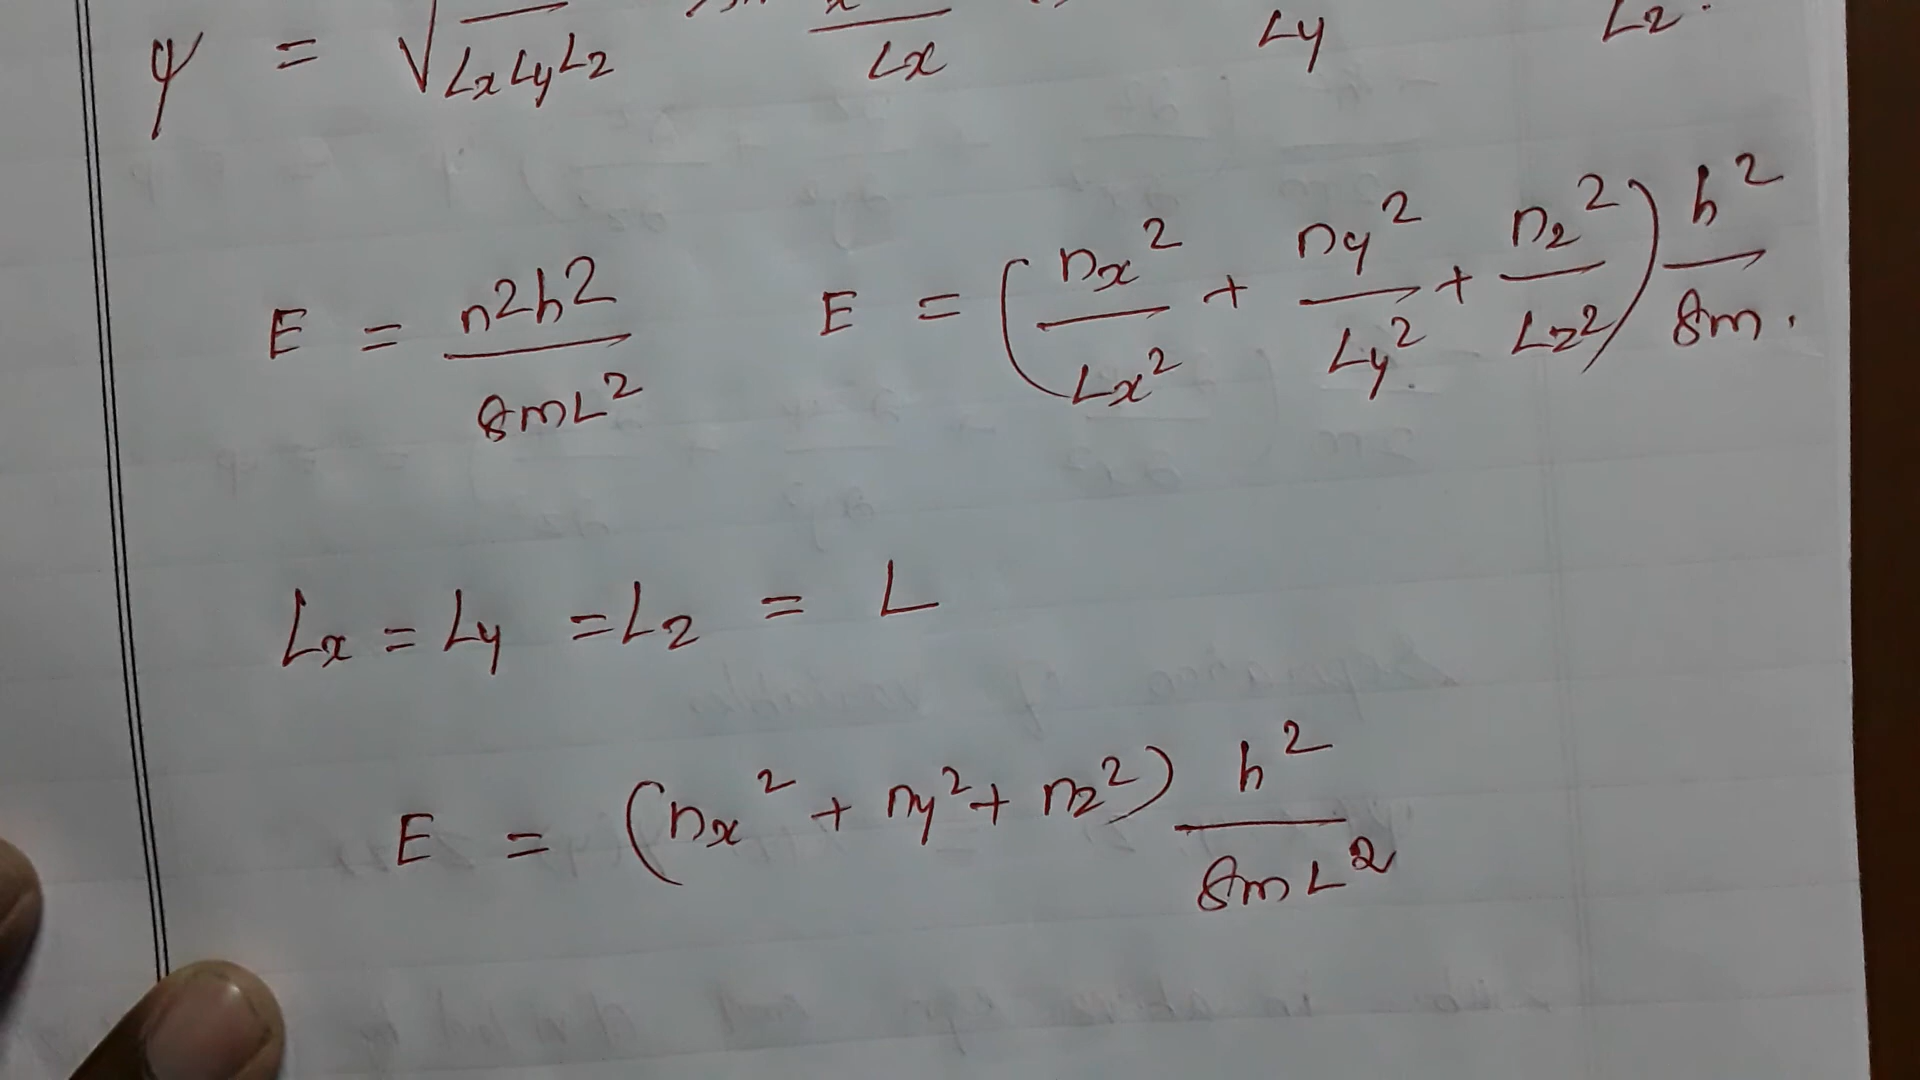 ψ = √ LxLyLz Lx Ly Lz.
E = n2h2 / 8mL² E = (nx² / Lx² + ny² / Ly² + nz² / Lz²) h² / 8m.
Lx = Ly = Lz = L
E = (nx² + ny² + nz²) h² / 8mL²